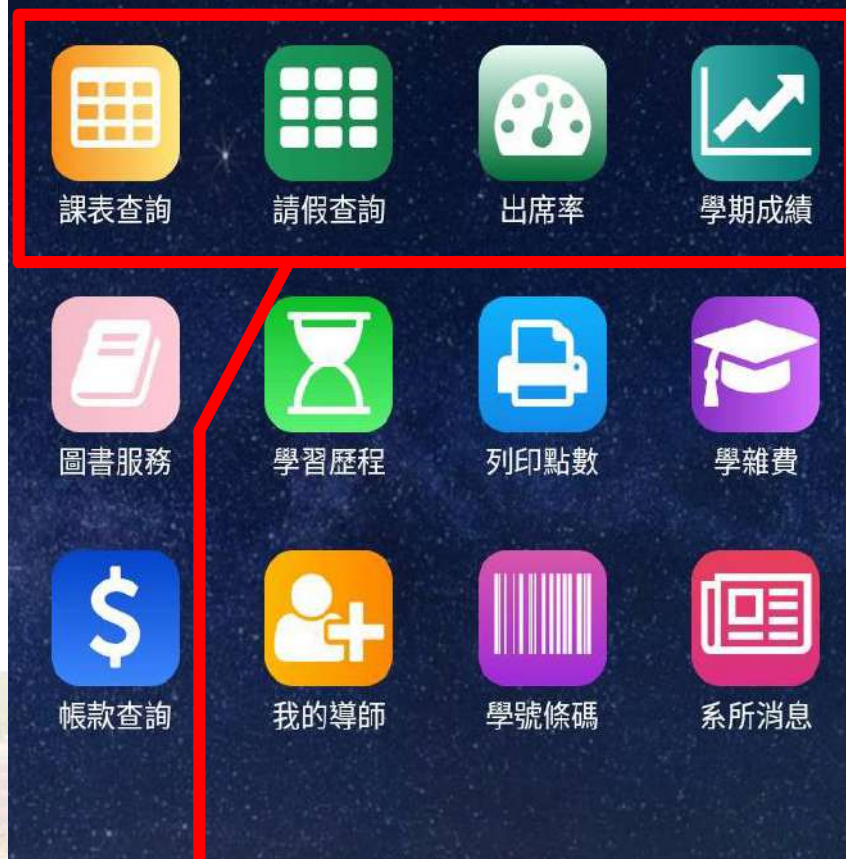 課表查詢 請假查詢 出席率 學期成績
圖書服務 學習歷程 列印點數 學雜費
帳款查詢 我的導師 學號條碼 系所消息